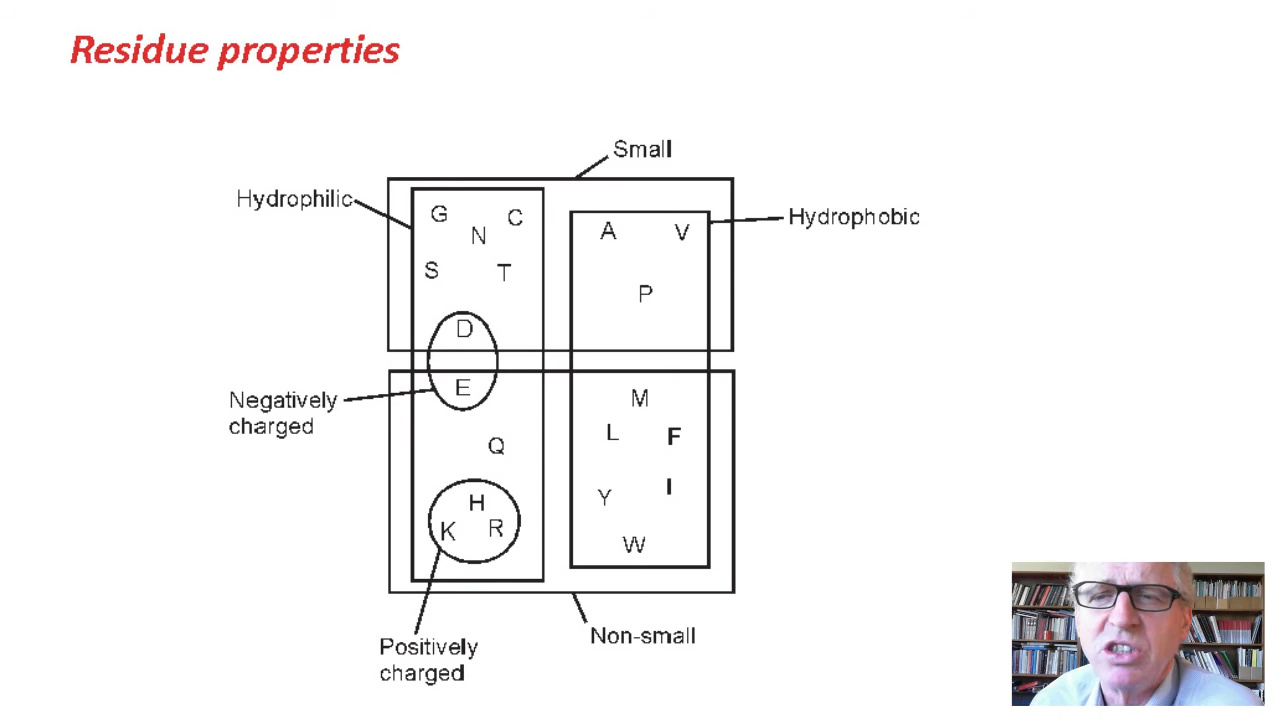 Residue properties
Small
Hydrophilic
G
C
N
S
T
D
A
V
P
Hydrophobic
Negatively
charged
E
Q
H
K
R
M
L
F
Y
I
W
Positively
charged
Non-small